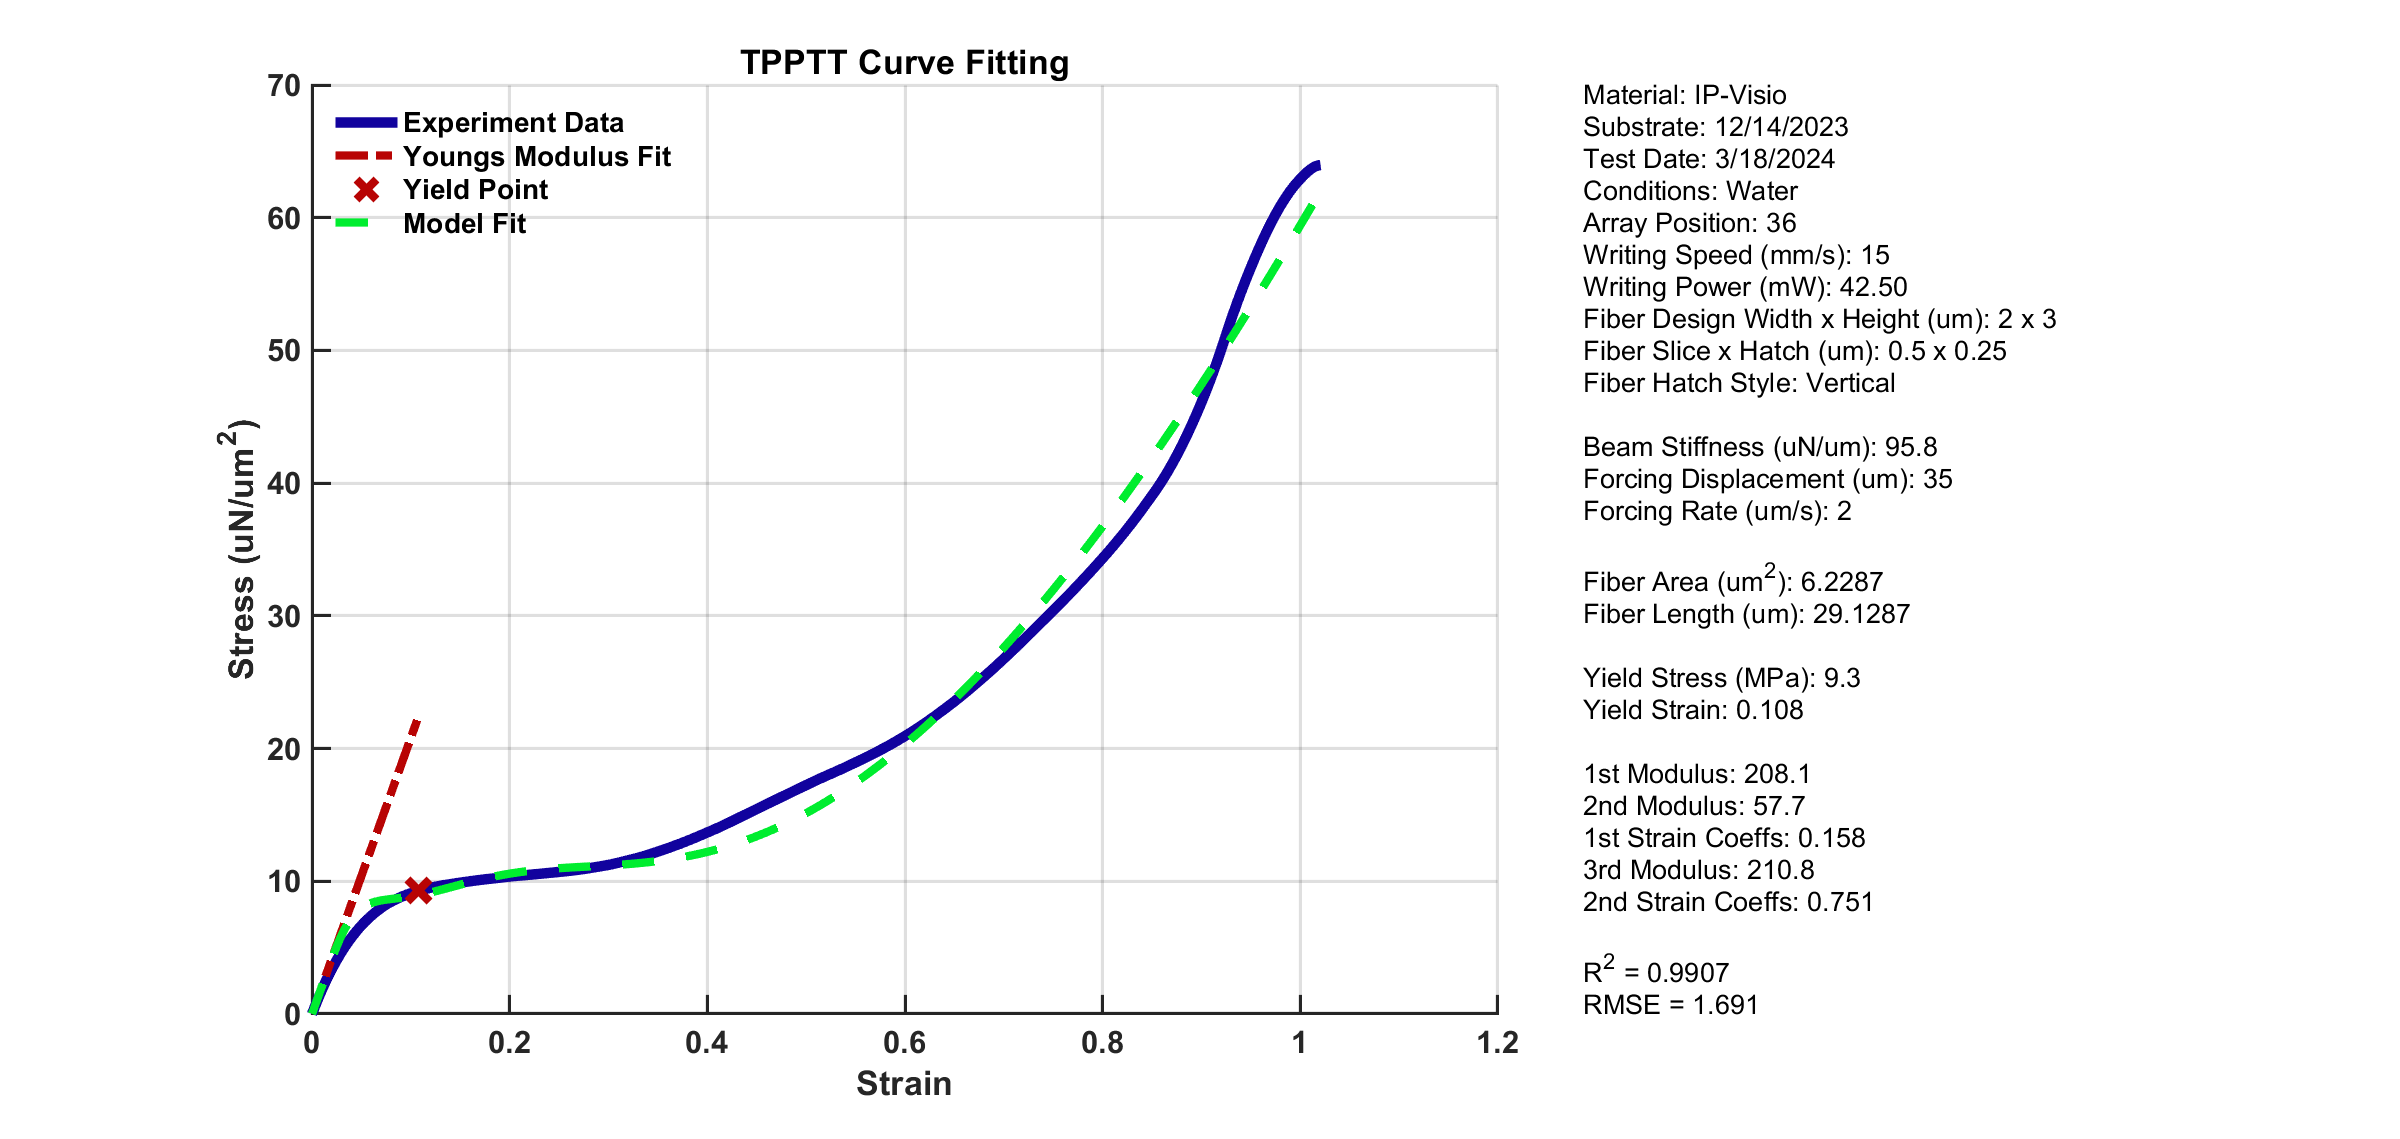 TPPTT Curve Fitting
70
60
50
40
30
20
10
0
Stress (uN/um²)
Experiment Data
Youngs Modulus Fit
Yield Point
Model Fit
0
0.2
0.4
0.6
0.8
1
1.2
Strain
Material: IP-Visio
Substrate: 12/14/2023
Test Date: 3/18/2024
Conditions: Water
Array Position: 36
Writing Speed (mm/s): 15
Writing Power (mW): 42.50
Fiber Design Width x Height (um): 2 x 3
Fiber Slice x Hatch (um): 0.5 x 0.25
Fiber Hatch Style: Vertical
Beam Stiffness (uN/um): 95.8
Forcing Displacement (um): 35
Forcing Rate (um/s): 2
Fiber Area (um²): 6.2287
Fiber Length (um): 29.1287
Yield Stress (MPa): 9.3
Yield Strain: 0.108
1st Modulus: 208.1
2nd Modulus: 57.7
1st Strain Coeffs: 0.158
3rd Modulus: 210.8
2nd Strain Coeffs: 0.751
R² = 0.9907
RMSE = 1.691